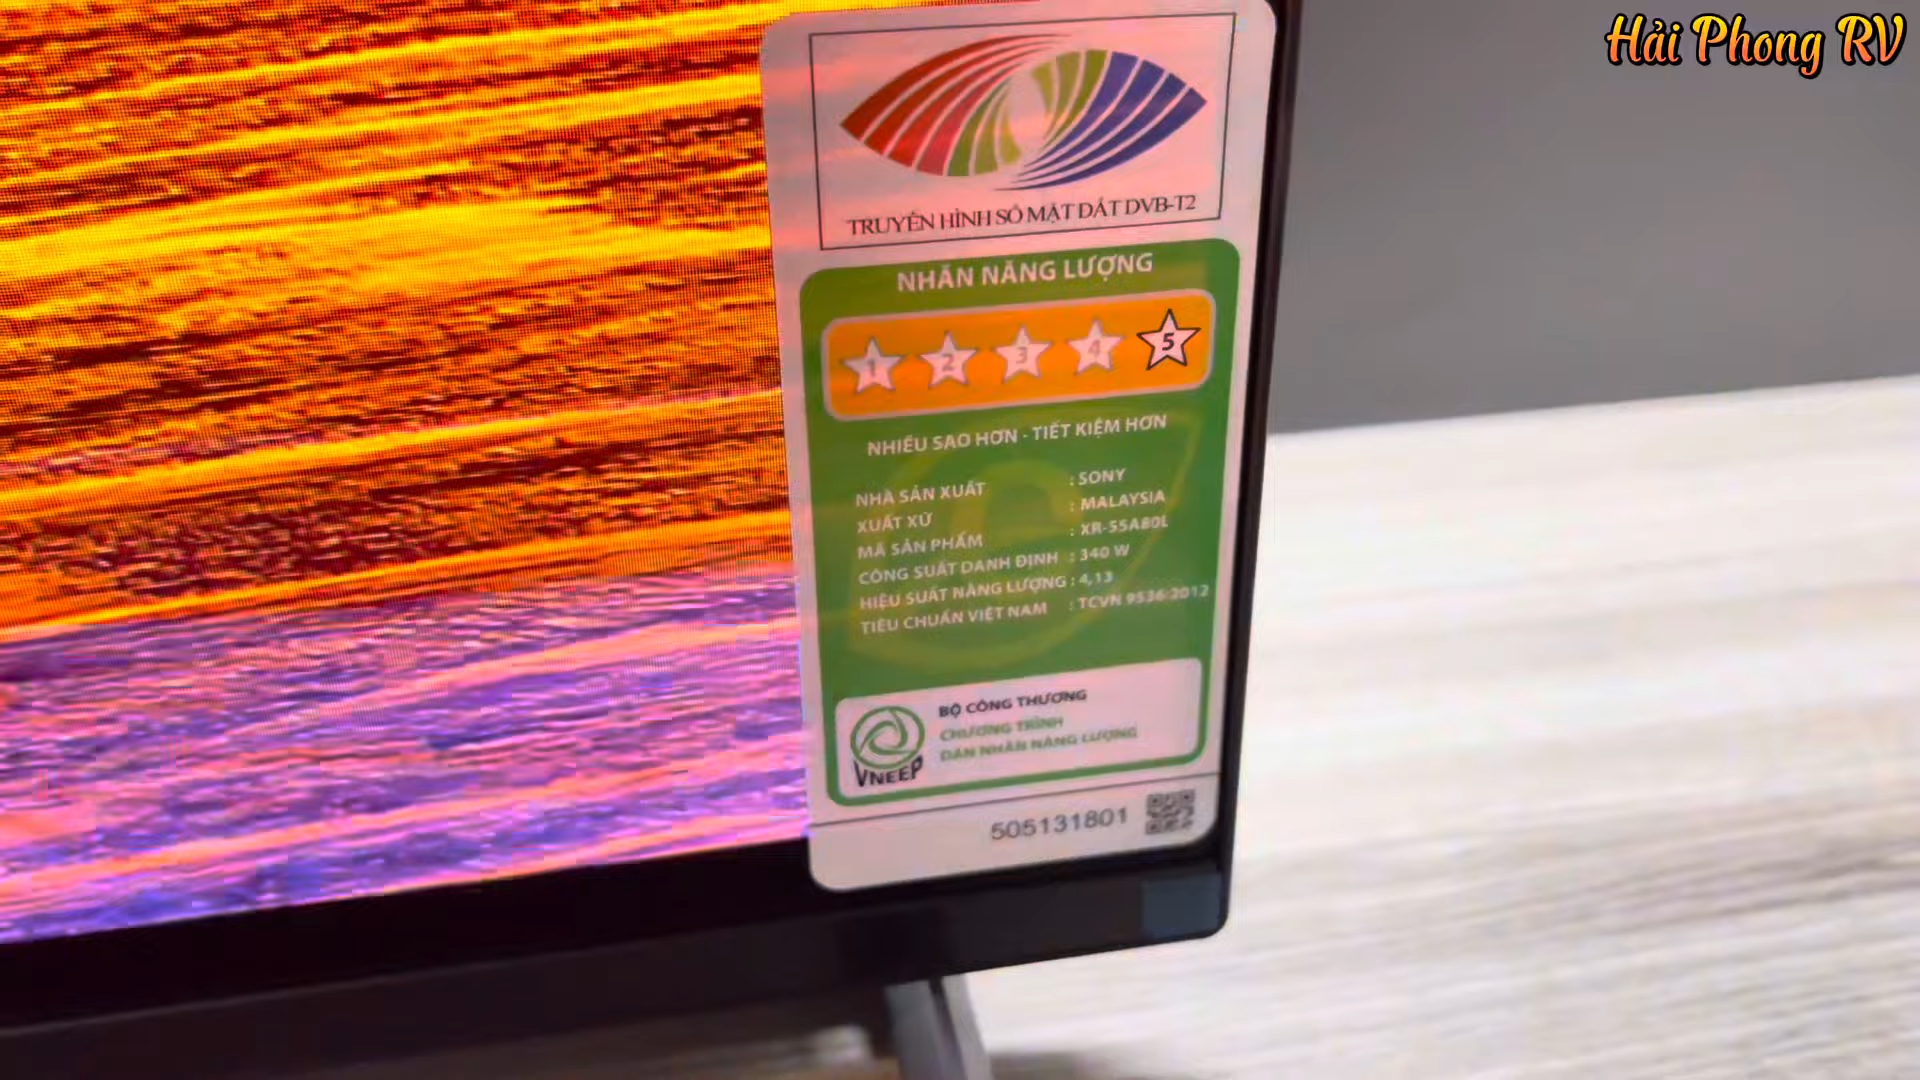 Hải Phong RV
TRUYỀN HÌNH SỐ MẶT ĐẤT DVB-T2
NHÃN NĂNG LƯỢNG
1 2 3 4 5
NHIỀU SAO HƠN - TIẾT KIỆM HƠN
NHÀ SẢN XUẤT : SONY
XUẤT XỨ : MALAYSIA
MÃ SẢN PHẨM : XR-55A80L
CÔNG SUẤT DANH ĐỊNH : 340 W
HIỆU SUẤT NĂNG LƯỢNG : 4,13
TIÊU CHUẨN VIỆT NAM : TCVN 9536:2012
BỘ CÔNG THƯƠNG
CHƯƠNG TRÌNH
DÁN NHÃN NĂNG LƯỢNG
VNEEP
505131801